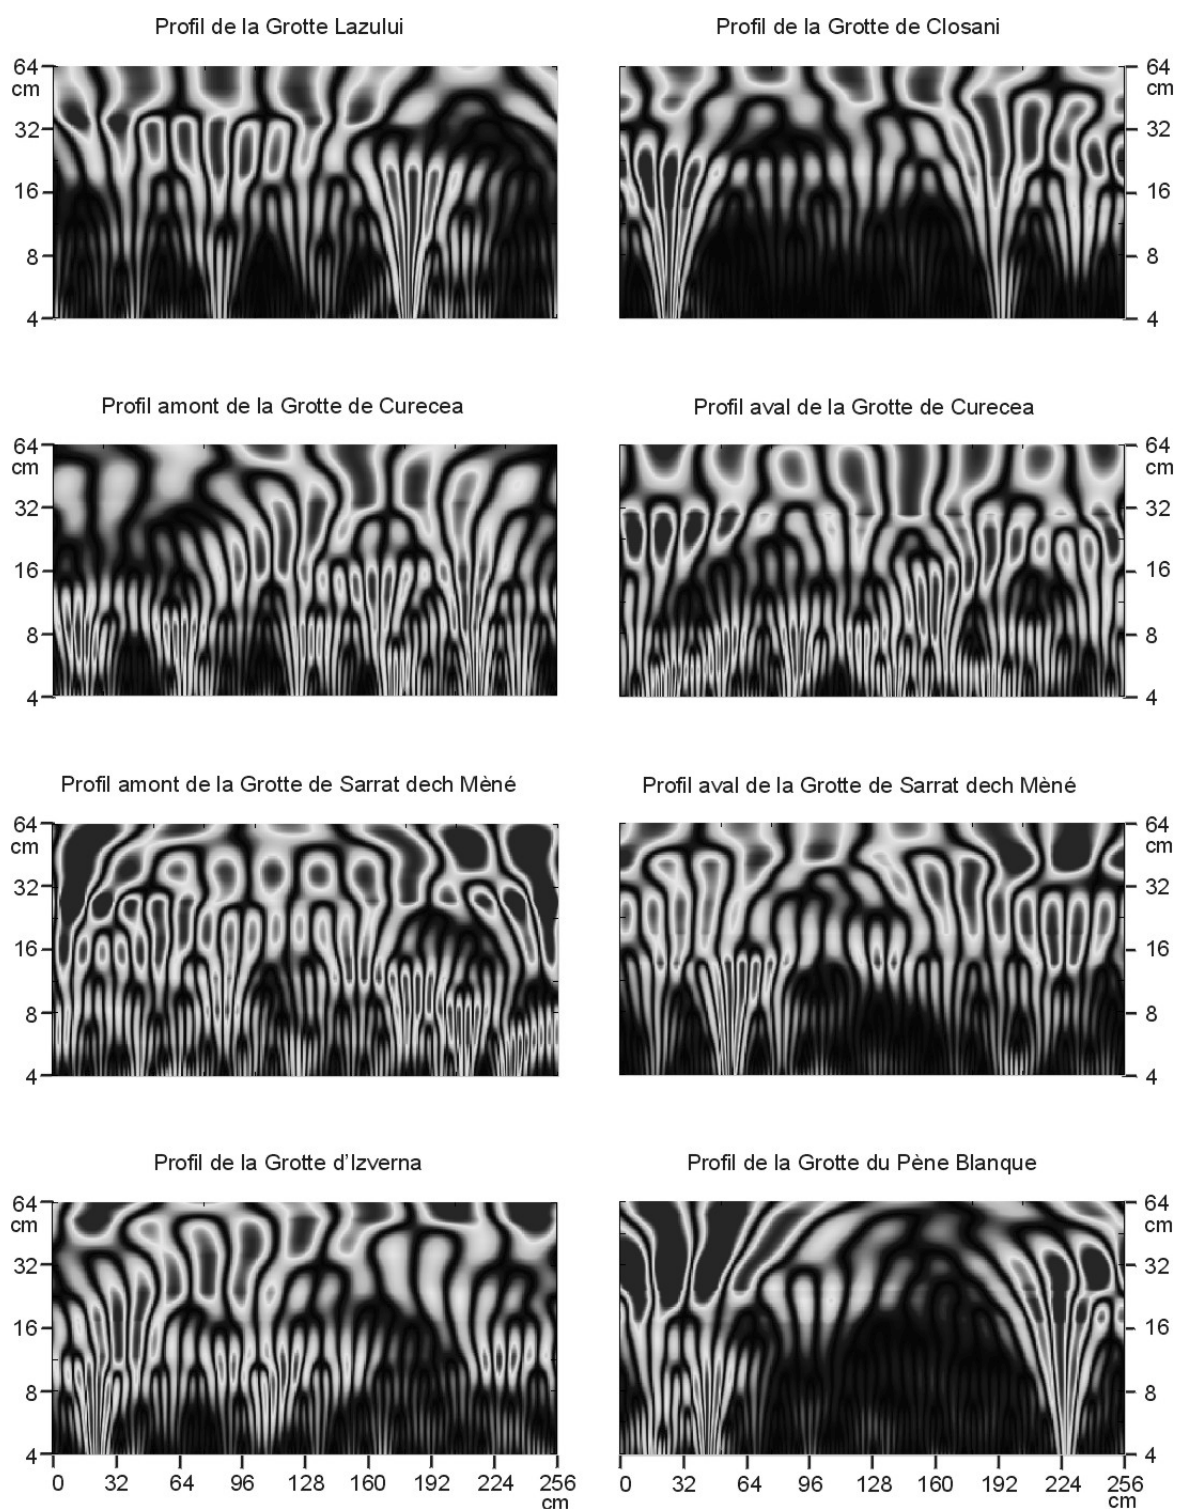 Profil de la Grotte Lazului
Profil de la Grotte de Closani
64
cm
32
16
8
4
64
cm
32
16
8
4
Profil amont de la Grotte de Curecea
Profil aval de la Grotte de Curecea
64
cm
32
16
8
4
64
cm
32
16
8
4
Profil amont de la Grotte de Sarrat dech Mèné
Profil aval de la Grotte de Sarrat dech Mèné
64
cm
32
16
8
4
64
cm
32
16
8
4
Profil de la Grotte d'Izverna
Profil de la Grotte du Pène Blanque
64
cm
32
16
8
4
64
cm
32
16
8
4
0 32 64 96 128 160 192 224 256
cm
0 32 64 96 128 160 192 224 256
cm